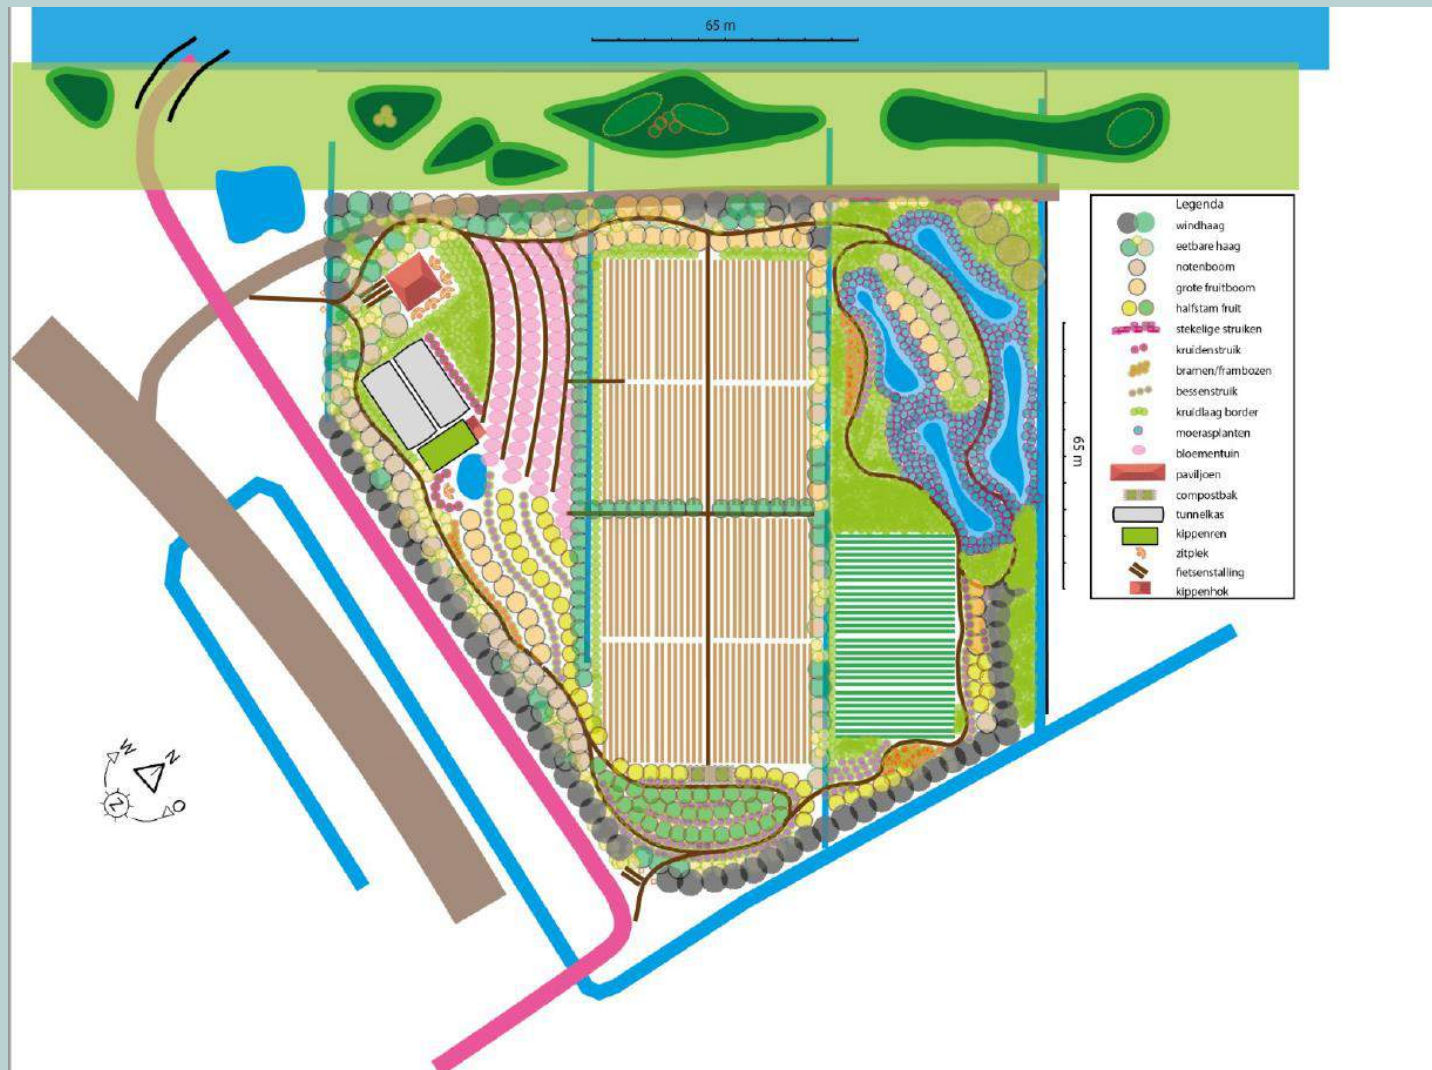 65 m
Legenda
windhaag
eetbare haag
notenboom
grote fruitboom
halfstam fruit
stekelige struiken
kruidenstruik
bramen/frambozen
bessenstruik
kruidlaag border
moerasplanten
bloementuin
paviljoen
compostbak
tunnelkas
kippenren
zitplek
fietsenstalling
kippenhok
65 m
W
N
Z
O